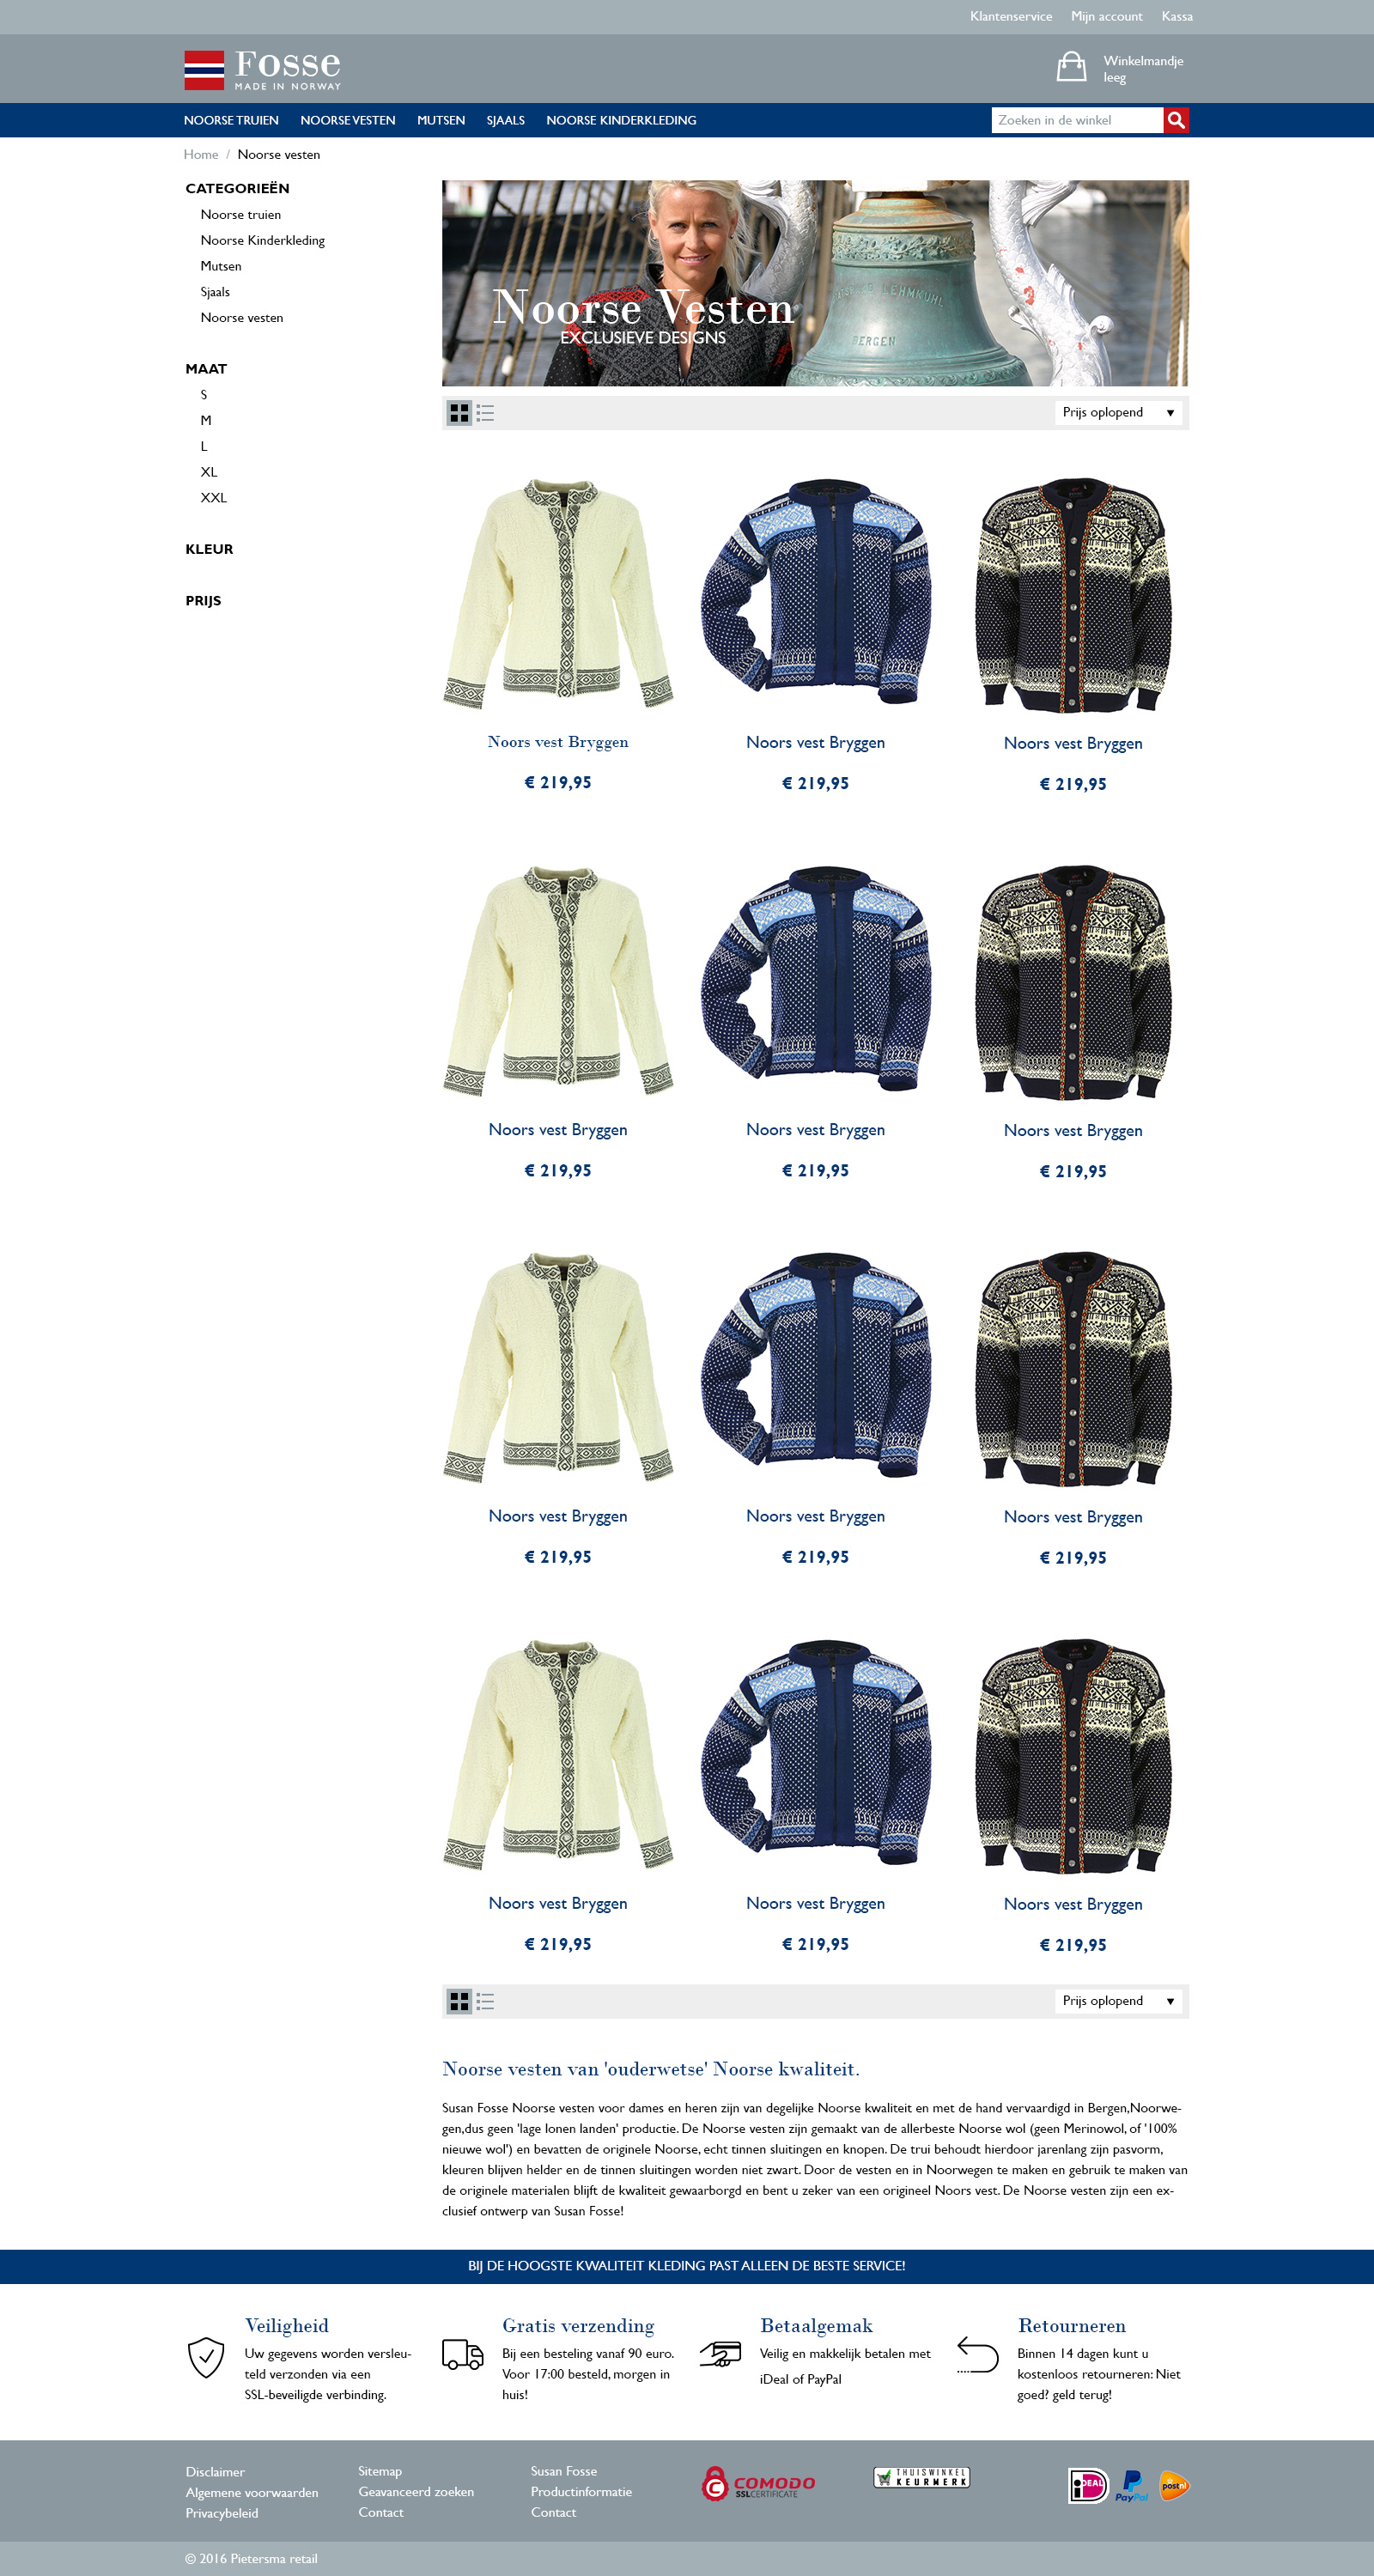 Klantenservice Mijn account Kassa
Fosse
MADE IN NORWAY
Winkelmandje
leeg
NOORSE TRUIEN NOORSE VESTEN MUTSEN SJAALS NOORSE KINDERKLEDING
Zoeken in de winkel
Home / Noorse vesten
CATEGORIEËN
Noorse truien
Noorse Kinderkleding
Mutsen
Sjaals
Noorse vesten
MAAT
S
M
L
XL
XXL
KLEUR
PRIJS
LEHMKUHL
BERGEN
Noorse Vesten
EXCLUSIEVE DESIGNS
Prijs oplopend
Noors vest Bryggen Noors vest Bryggen Noors vest Bryggen
€ 219,95 € 219,95 € 219,95
Noors vest Bryggen Noors vest Bryggen Noors vest Bryggen
€ 219,95 € 219,95 € 219,95
Noors vest Bryggen Noors vest Bryggen Noors vest Bryggen
€ 219,95 € 219,95 € 219,95
Noors vest Bryggen Noors vest Bryggen Noors vest Bryggen
€ 219,95 € 219,95 € 219,95
Prijs oplopend
Noorse vesten van 'ouderwetse' Noorse kwaliteit.
Susan Fosse Noorse vesten voor dames en heren zijn van degelijke Noorse kwaliteit en met de hand vervaardigd in Bergen,Noorwe-
gen,dus geen 'lage lonen landen' productie. De Noorse vesten zijn gemaakt van de allerbeste Noorse wol (geen Merinowol, of '100%
nieuwe wol') en bevatten de originele Noorse, echt tinnen sluitingen en knopen. De trui behoudt hierdoor jarenlang zijn pasvorm,
kleuren blijven helder en de tinnen sluitingen worden niet zwart. Door de vesten en in Noorwegen te maken en gebruik te maken van
de originele materialen blijft de kwaliteit gewaarborgd en bent u zeker van een origineel Noors vest. De Noorse vesten zijn een ex-
clusief ontwerp van Susan Fosse!
BIJ DE HOOGSTE KWALITEIT KLEDING PAST ALLEEN DE BESTE SERVICE!
Veiligheid
Uw gegevens worden versleu-
teld verzonden via een
SSL-beveiligde verbinding.
Gratis verzending
Bij een besteling vanaf 90 euro.
Voor 17:00 besteld, morgen in
huis!
Betaalgemak
Veilig en makkelijk betalen met
iDeal of PayPal
Retourneren
Binnen 14 dagen kunt u
kostenloos retourneren: Niet
goed? geld terug!
Disclaimer
Algemene voorwaarden
Privacybeleid
Sitemap
Geavanceerd zoeken
Contact
Susan Fosse
Productinformatie
Contact
COMODO
SSLCERTIFICATE
THUISWINKEL
KEURMERK
iDEAL
PayPal
postnl
© 2016 Pietersma retail